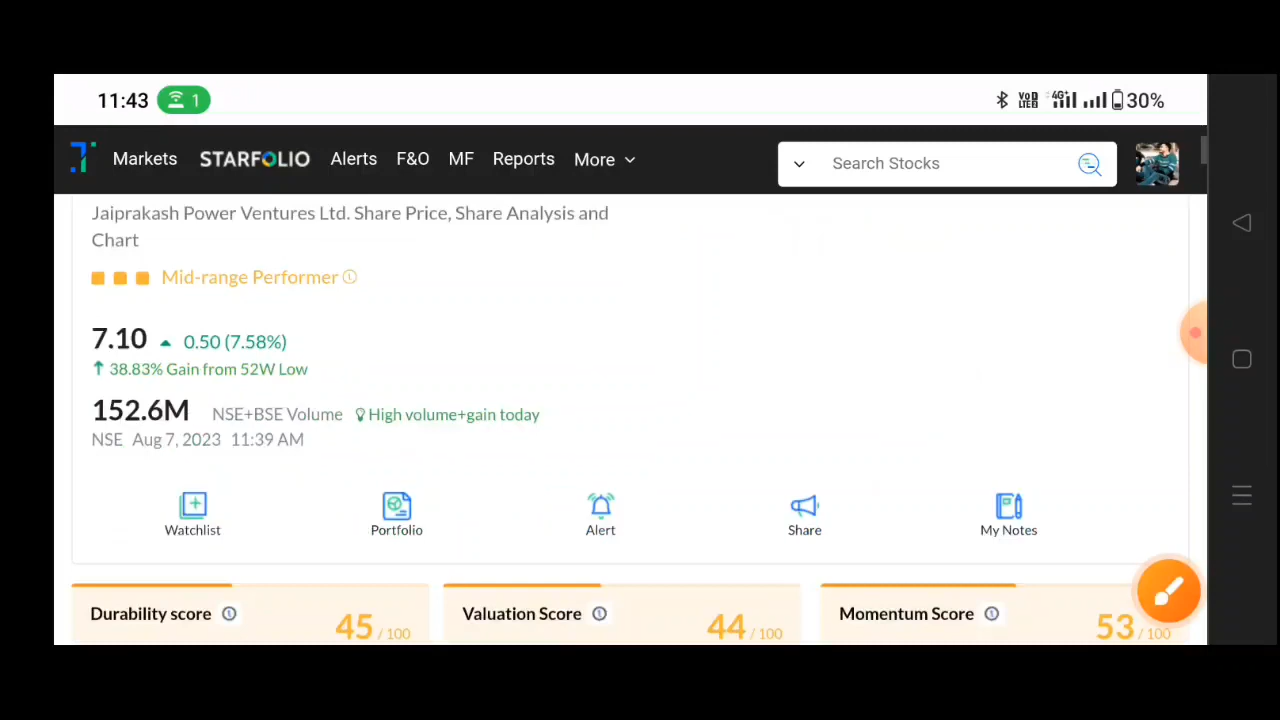 11:43 1 VoD LTE 4G+ 30%
Markets STARFOLIO Alerts F&O MF Reports More Search Stocks
Jaiprakash Power Ventures Ltd. Share Price, Share Analysis and
Chart
Mid-range Performer
7.10 0.50 (7.58%)
↑ 38.83% Gain from 52W Low
152.6M NSE+BSE Volume High volume+gain today
NSE Aug 7, 2023 11:39 AM
Watchlist Portfolio Alert Share My Notes
Durability score 45 / 100 Valuation Score 44 / 100 Momentum Score 53 / 100